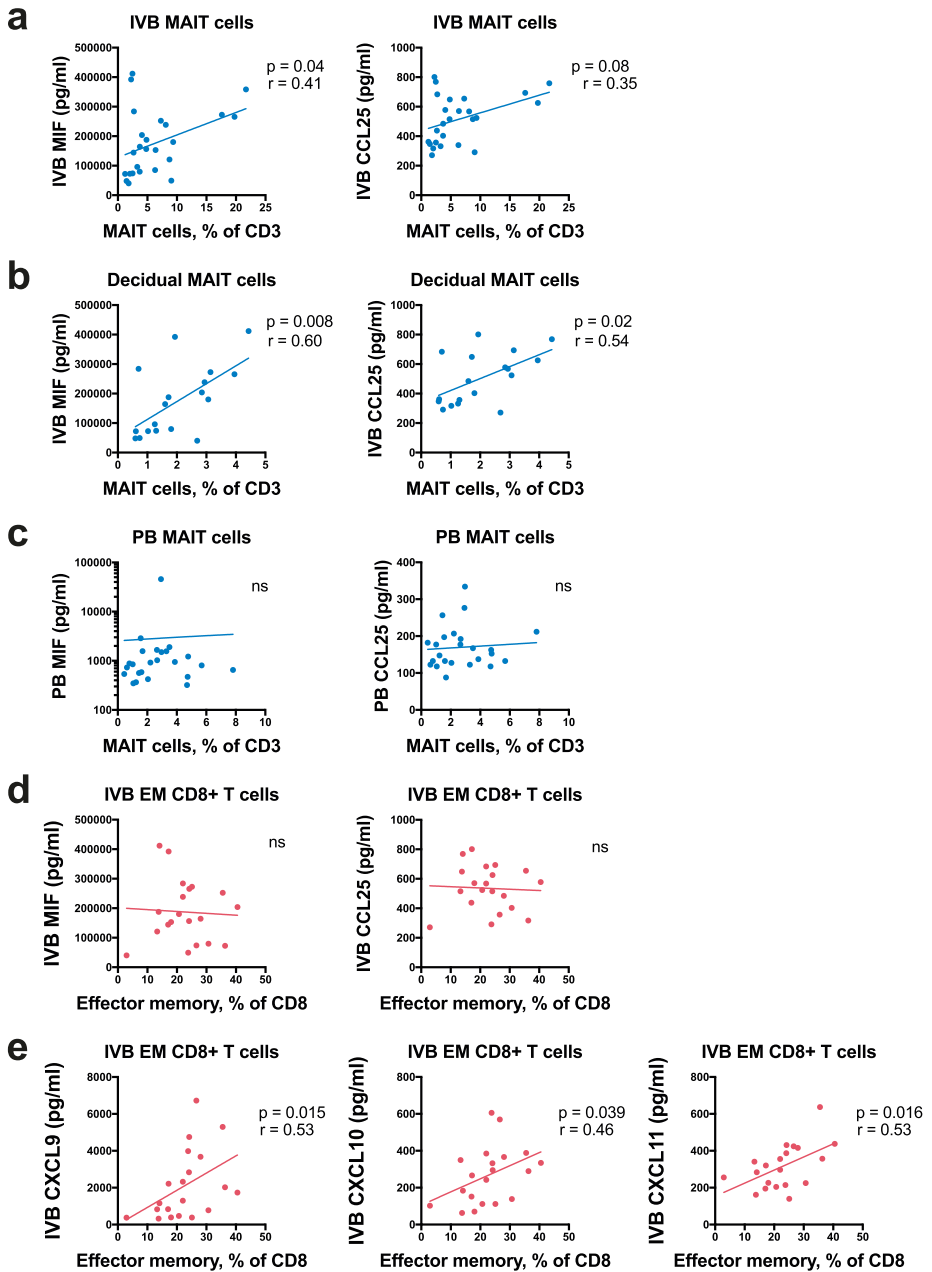 a
IVB MAIT cells
IVB MIF (pg/ml)
500000
400000
300000
200000
100000
0
0 5 10 15 20 25
MAIT cells, % of CD3
p = 0.04
r = 0.41
IVB MAIT cells
IVB CCL25 (pg/ml)
1000
800
600
400
200
0
0 5 10 15 20 25
MAIT cells, % of CD3
p = 0.08
r = 0.35
b
Decidual MAIT cells
IVB MIF (pg/ml)
500000
400000
300000
200000
100000
0
0 1 2 3 4 5
MAIT cells, % of CD3
p = 0.008
r = 0.60
Decidual MAIT cells
IVB CCL25 (pg/ml)
1000
800
600
400
200
0
0 1 2 3 4 5
MAIT cells, % of CD3
p = 0.02
r = 0.54
c
PB MAIT cells
PB MIF (pg/ml)
100000
10000
1000
100
0 2 4 6 8 10
MAIT cells, % of CD3
ns
PB MAIT cells
PB CCL25 (pg/ml)
400
300
200
100
0
0 2 4 6 8 10
MAIT cells, % of CD3
ns
d
IVB EM CD8+ T cells
IVB MIF (pg/ml)
500000
400000
300000
200000
100000
0
0 10 20 30 40 50
Effector memory, % of CD8
ns
IVB EM CD8+ T cells
IVB CCL25 (pg/ml)
1000
800
600
400
200
0
0 10 20 30 40 50
Effector memory, % of CD8
ns
e
IVB EM CD8+ T cells
IVB CXCL9 (pg/ml)
8000
6000
4000
2000
0
0 10 20 30 40 50
Effector memory, % of CD8
p = 0.015
r = 0.53
IVB EM CD8+ T cells
IVB CXCL10 (pg/ml)
800
600
400
200
0
0 10 20 30 40 50
Effector memory, % of CD8
p = 0.039
r = 0.46
IVB EM CD8+ T cells
IVB CXCL11 (pg/ml)
800
600
400
200
0
0 10 20 30 40 50
Effector memory, % of CD8
p = 0.016
r = 0.53